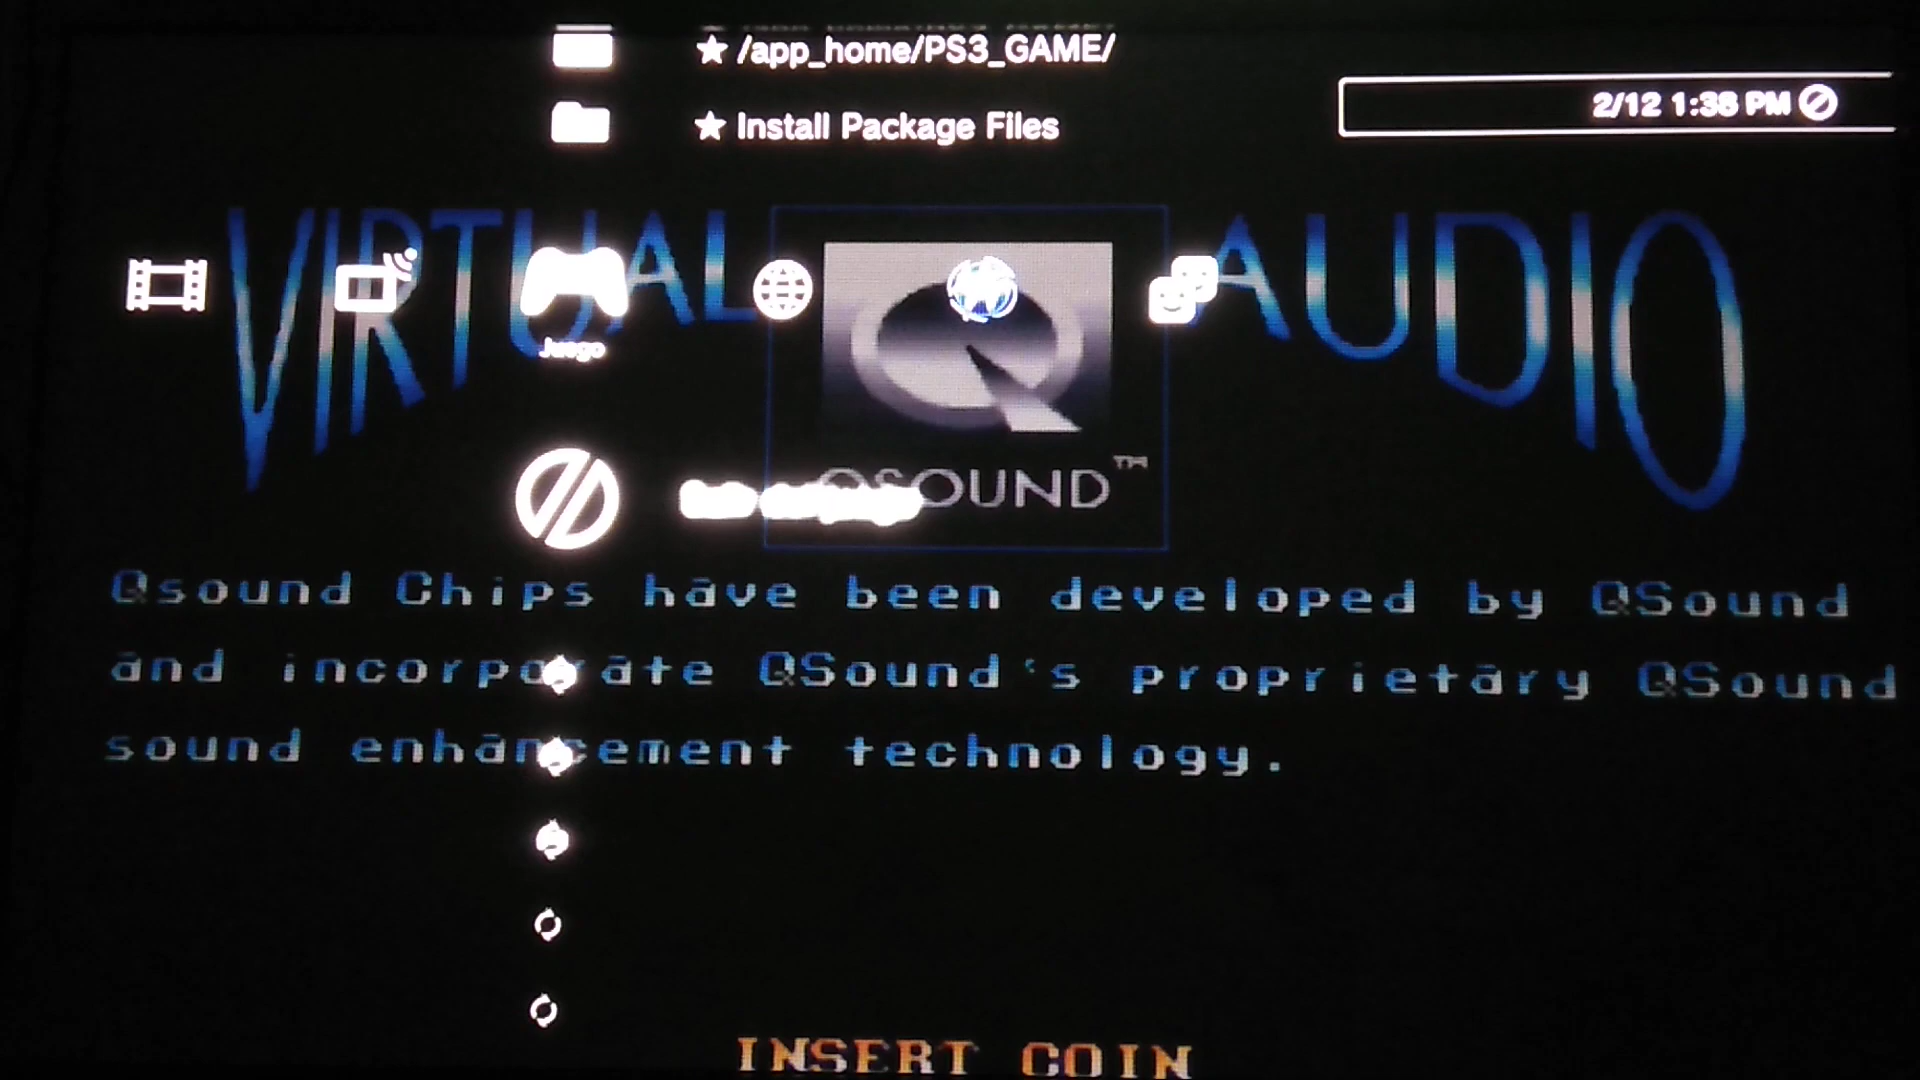 ★ /app_home/PS3_GAME/
2/12 1:38 PM
★ Install Package Files
VIRTUAL AUDIO
Juego
QSOUND™
Qsound Chips have been developed by QSound
and incorporate QSound's proprietary QSound
sound enhancement technology.
INSERT COIN